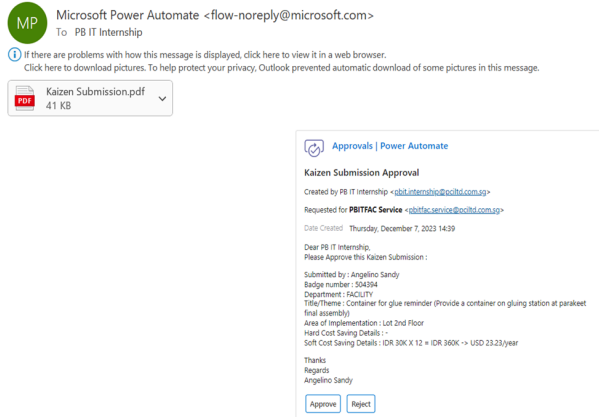 MP
Microsoft Power Automate <flow-noreply@microsoft.com>
To PB IT Internship
If there are problems with how this message is displayed, click here to view it in a web browser.
Click here to download pictures. To help protect your privacy, Outlook prevented automatic download of some pictures in this message.
PDF
Kaizen Submission.pdf
41 KB
Approvals | Power Automate
Kaizen Submission Approval
Created by PB IT Internship <pbit.internship@pciltd.com.sg>
Requested for PBITFAC Service <pbitfac.service@pciltd.com.sg>
Date Created Thursday, December 7, 2023 14:39
Dear PB IT Internship,
Please Approve this Kaizen Submission :
Submitted by : Angelino Sandy
Badge number : 504394
Department : FACILITY
Title/Theme : Container for glue reminder (Provide a container on gluing station at parakeet
final assembly)
Area of Implementation : Lot 2nd Floor
Hard Cost Saving Details : -
Soft Cost Saving Details : IDR 30K X 12 = IDR 360K -> USD 23.23/year
Thanks
Regards
Angelino Sandy
Approve Reject